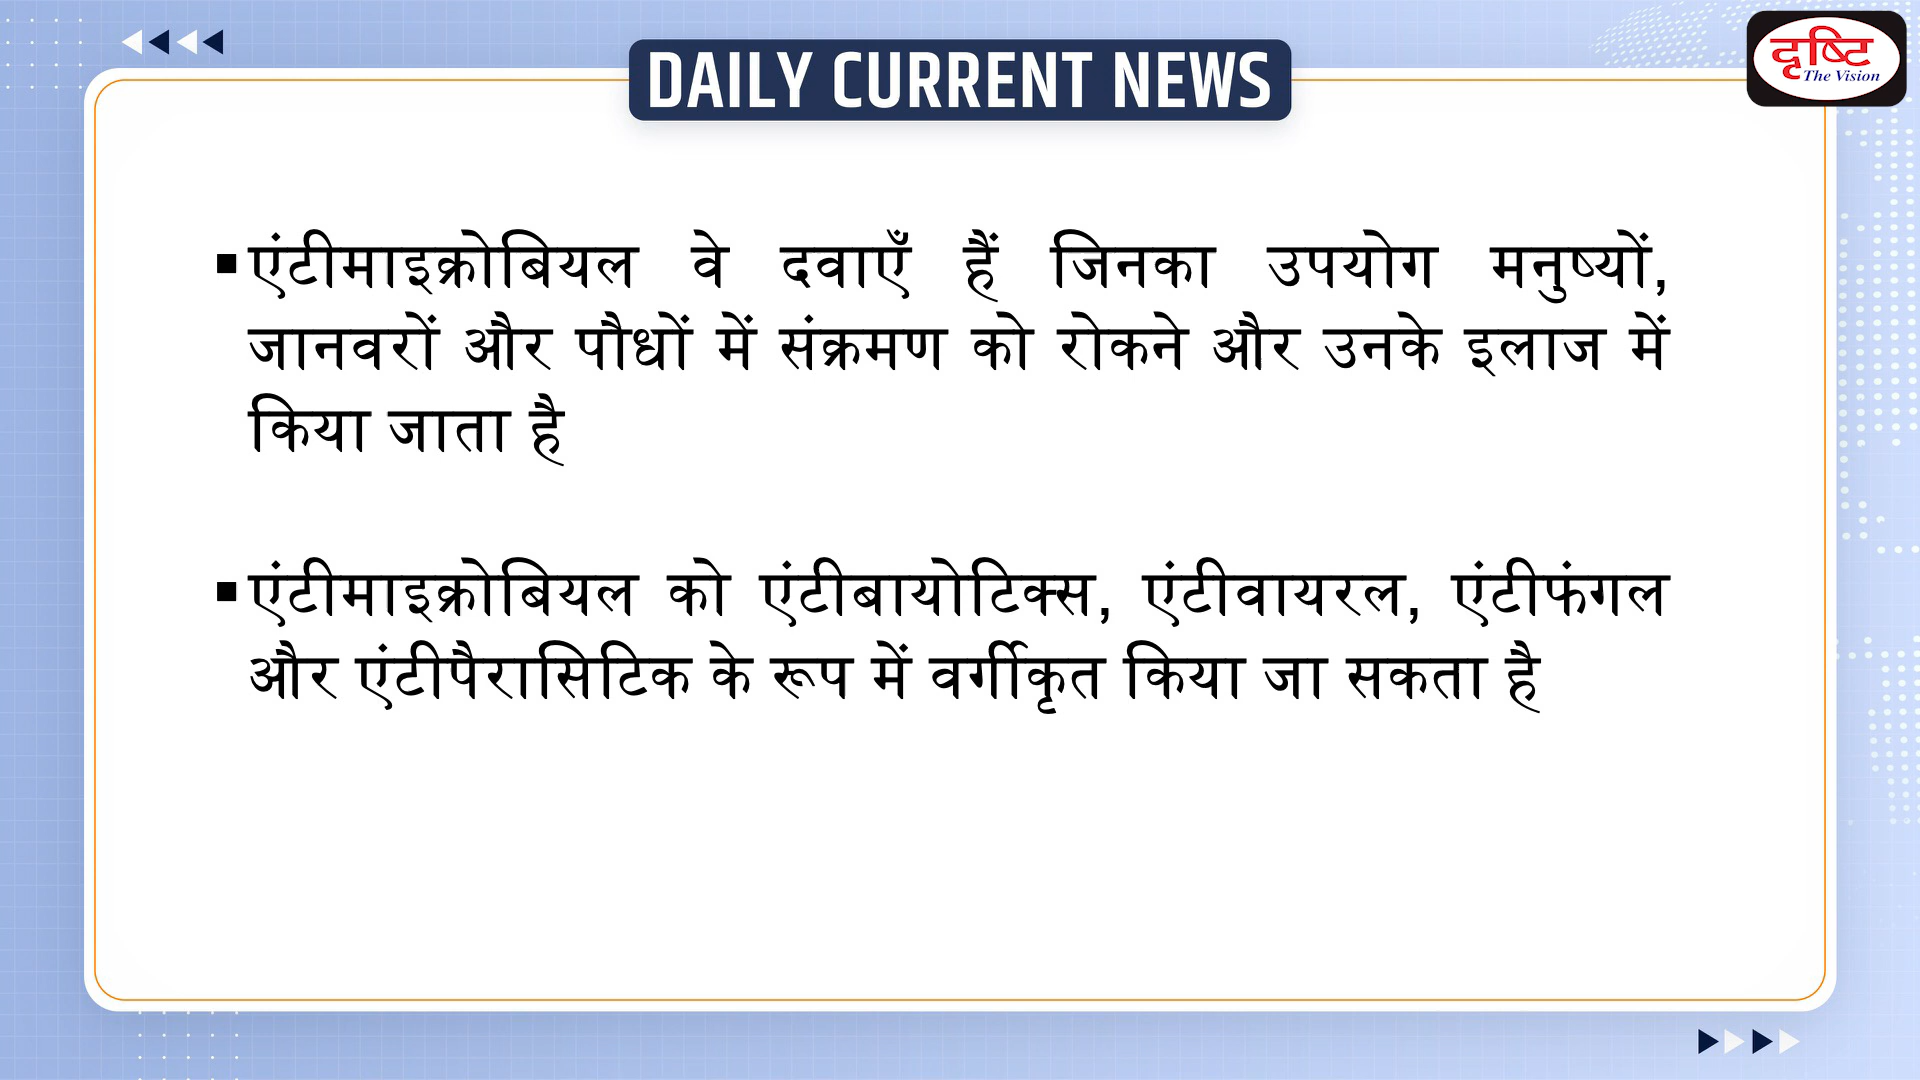 DAILY CURRENT NEWS
दृष्टि
The Vision
▪एंटीमाइक्रोबियल वे दवाएँ हैं जिनका उपयोग मनुष्यों,
जानवरों और पौधों में संक्रमण को रोकने और उनके इलाज में
किया जाता है
▪एंटीमाइक्रोबियल को एंटीबायोटिक्स, एंटीवायरल, एंटीफंगल
और एंटीपैरासिटिक के रूप में वर्गीकृत किया जा सकता है